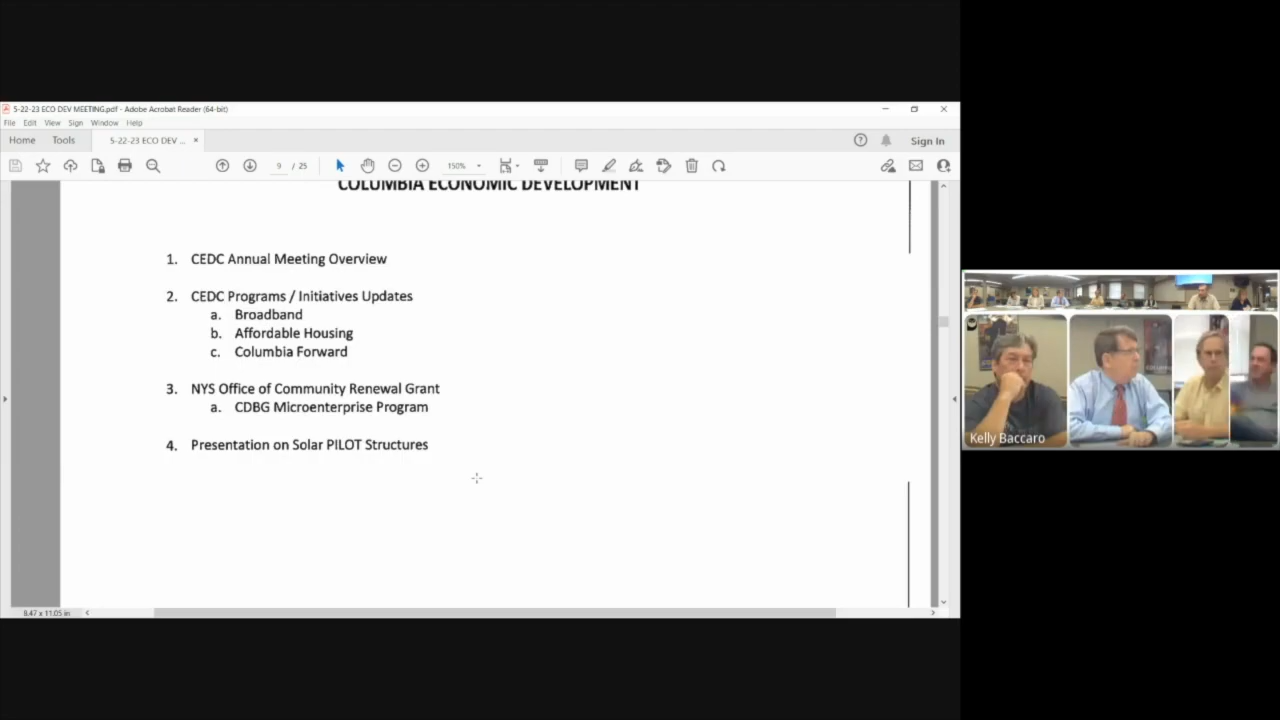 5-22-23 ECO DEV MEETING.pdf - Adobe Acrobat Reader (64-bit)
File Edit View Sign Window Help
Home Tools 5-22-23 ECO DEV ... × Sign In
9 / 25 150%
COLUMBIA ECONOMIC DEVELOPMENT
1. CEDC Annual Meeting Overview
2. CEDC Programs / Initiatives Updates
a. Broadband
b. Affordable Housing
c. Columbia Forward
3. NYS Office of Community Renewal Grant
a. CDBG Microenterprise Program
4. Presentation on Solar PILOT Structures
8.47 x 11.05 in
Kelly Baccaro